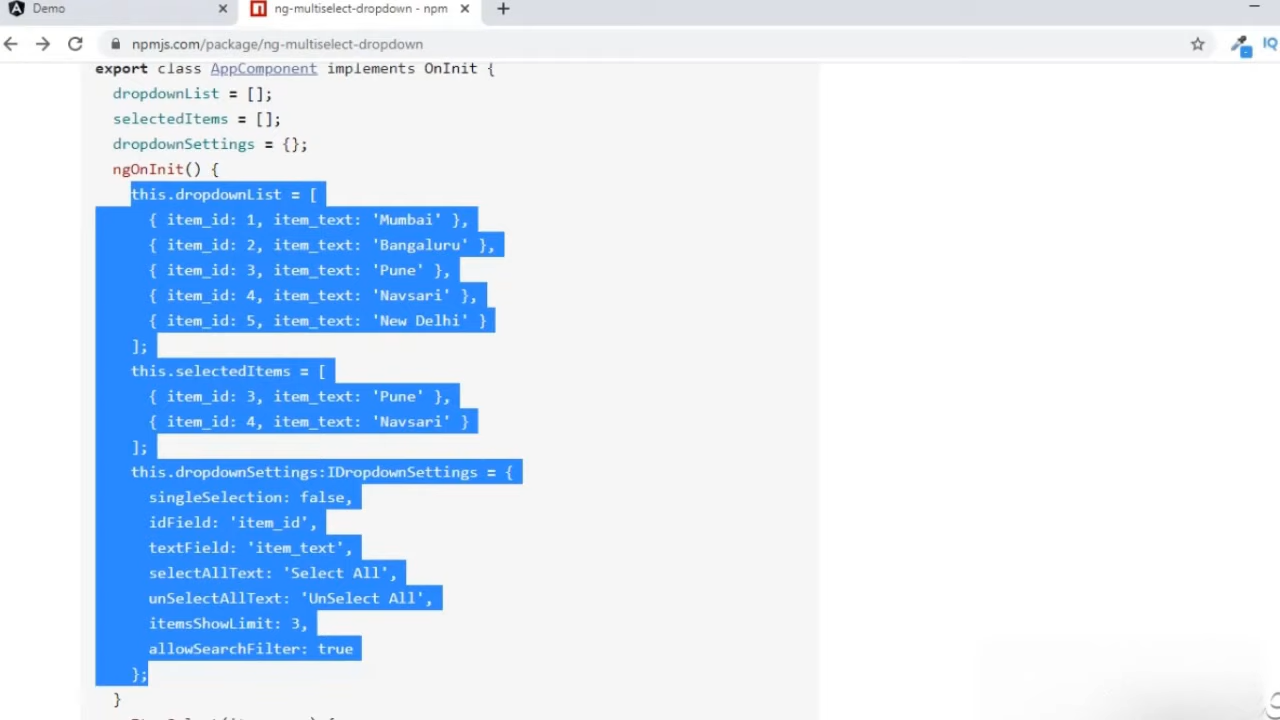 Demo
ng-multiselect-dropdown - npm
npmjs.com/package/ng-multiselect-dropdown
IQ
export class AppComponent implements OnInit {
dropdownList = [];
selectedItems = [];
dropdownSettings = {};
ngOnInit() {
this.dropdownList = [
{ item_id: 1, item_text: 'Mumbai' },
{ item_id: 2, item_text: 'Bangaluru' },
{ item_id: 3, item_text: 'Pune' },
{ item_id: 4, item_text: 'Navsari' },
{ item_id: 5, item_text: 'New Delhi' }
];
this.selectedItems = [
{ item_id: 3, item_text: 'Pune' },
{ item_id: 4, item_text: 'Navsari' }
];
this.dropdownSettings:IDropdownSettings = {
singleSelection: false,
idField: 'item_id',
textField: 'item_text',
selectAllText: 'Select All',
unSelectAllText: 'UnSelect All',
itemsShowLimit: 3,
allowSearchFilter: true
};
}